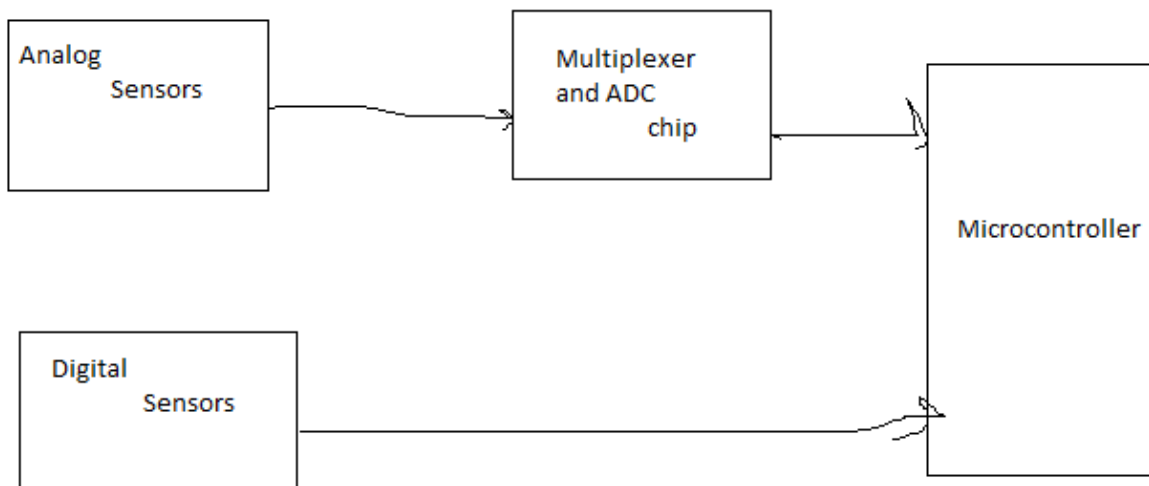 Analog
Sensors
Multiplexer
and ADC
chip
Microcontroller
Digital
Sensors